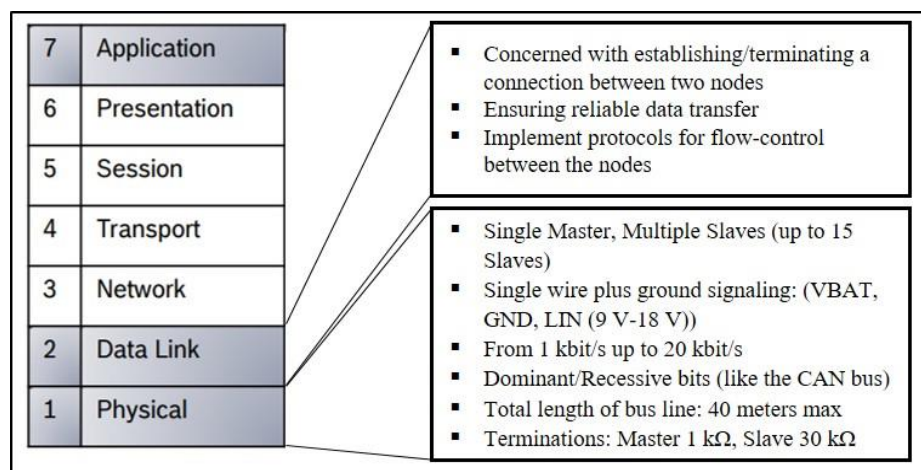 7 Application
6 Presentation
5 Session
4 Transport
3 Network
2 Data Link
1 Physical
▪ Concerned with establishing/terminating a
connection between two nodes
▪ Ensuring reliable data transfer
▪ Implement protocols for flow-control
between the nodes
▪ Single Master, Multiple Slaves (up to 15
Slaves)
▪ Single wire plus ground signaling: (VBAT,
GND, LIN (9 V-18 V))
▪ From 1 kbit/s up to 20 kbit/s
▪ Dominant/Recessive bits (like the CAN bus)
▪ Total length of bus line: 40 meters max
▪ Terminations: Master 1 kΩ, Slave 30 kΩ